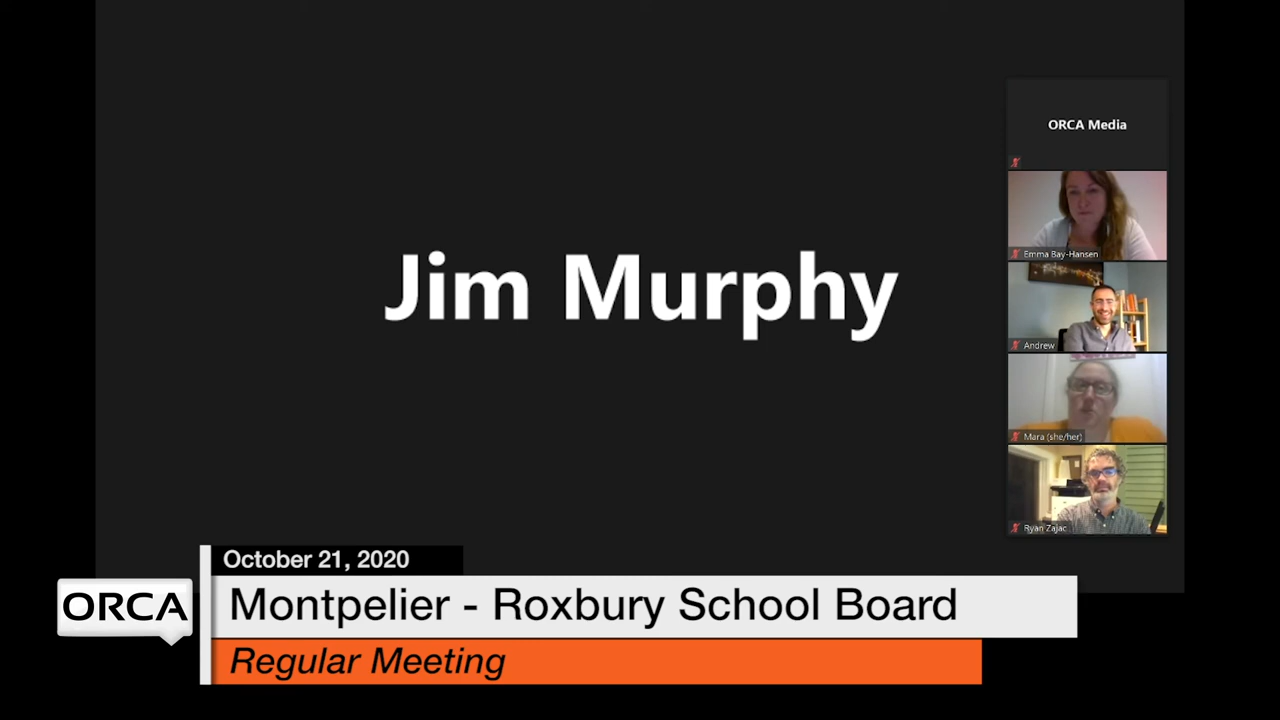 ORCA Media
Emma Bay-Hansen
Andrew
Mara (she/her)
Ryan Zajac
Jim Murphy
October 21, 2020
ORCA
Montpelier - Roxbury School Board
Regular Meeting